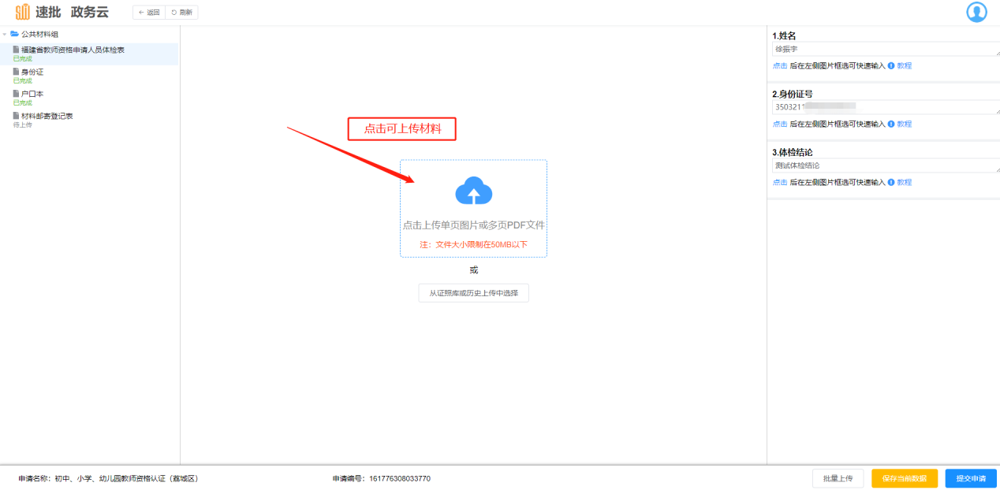 速批 政务云
返回
刷新
公共材料组
福建省教师资格申请人员体检表
已完成
身份证
已完成
户口本
已完成
材料邮寄登记表
待上传
点击可上传材料
点击上传单页图片或多页PDF文件
注：文件大小限制在50MB以下
或
从证照库或历史上传中选择
1.姓名
徐振宇
点击 后在左侧图片框选可快速输入 教程
2.身份证号
3503211
点击 后在左侧图片框选可快速输入 教程
3.体检结论
测试体检结论
点击 后在左侧图片框选可快速输入 教程
申请名称：初中、小学、幼儿园教师资格认证（荔城区）
申请编号：161776308033770
批量上传
保存当前数据
提交申请